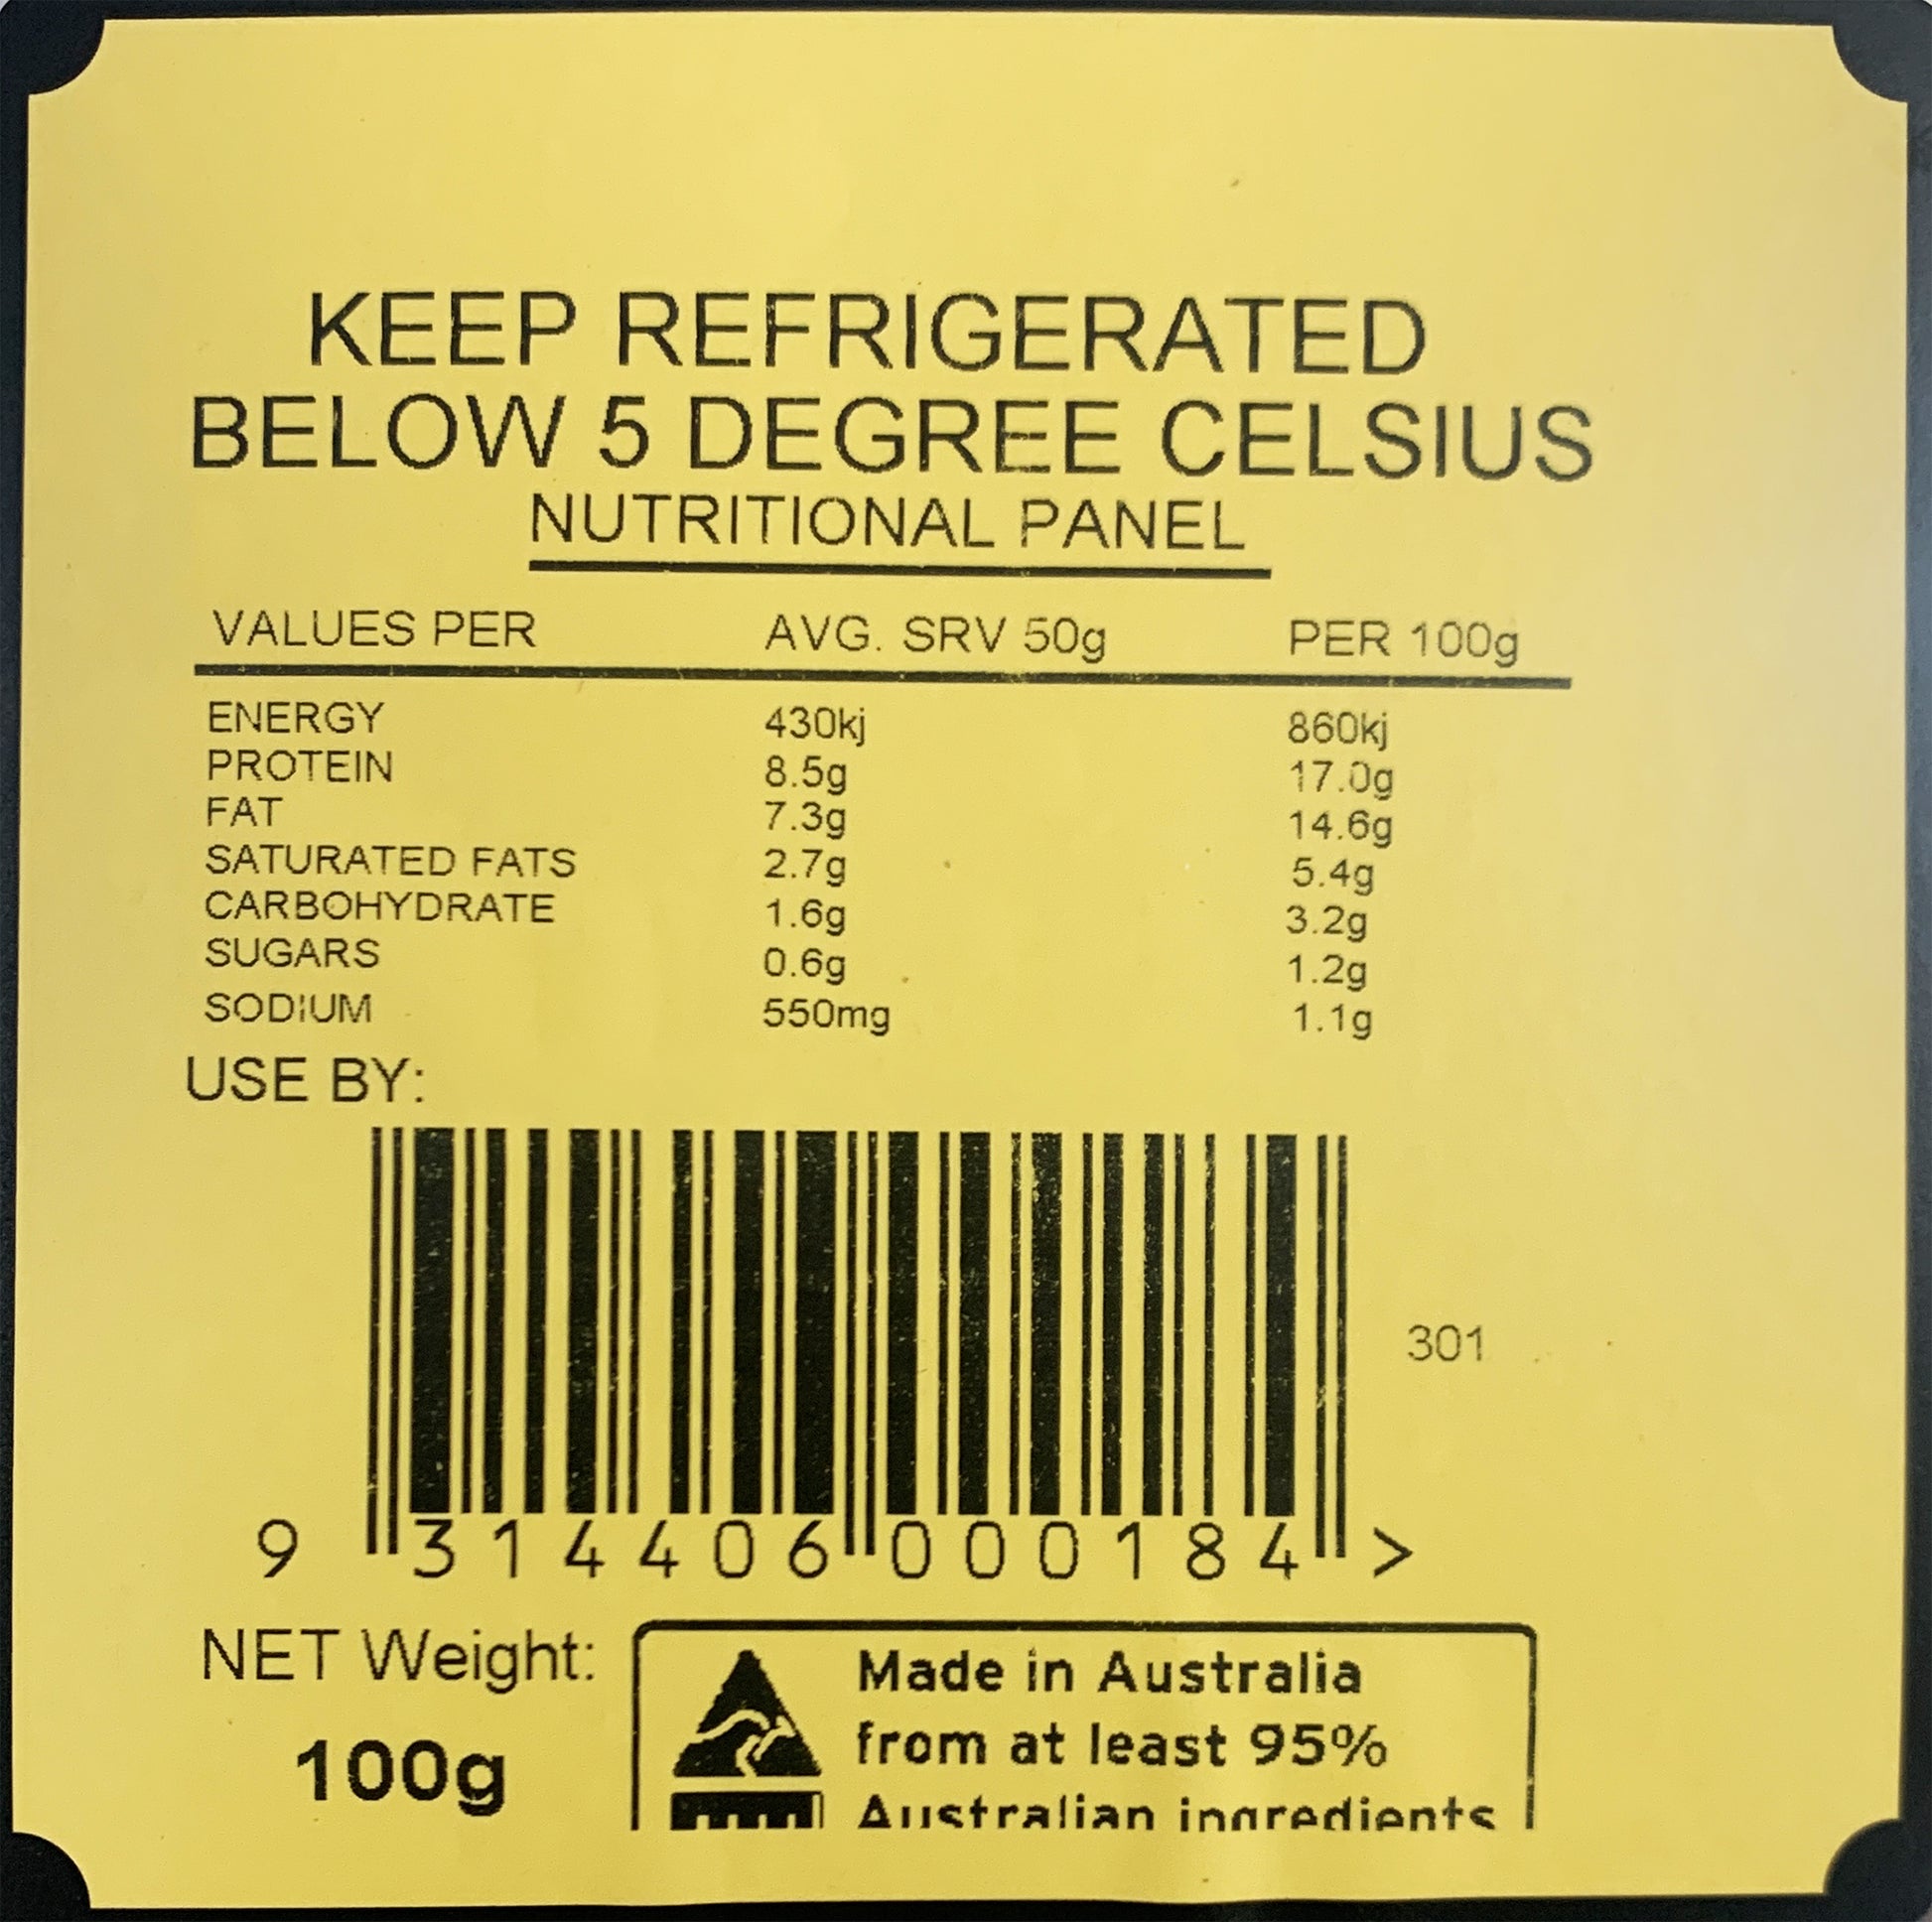 KEEP REFRIGERATED
BELOW 5 DEGREE CELSIUS
NUTRITIONAL PANEL
VALUES PER AVG. SRV 50g PER 100g
ENERGY 430kj 860kj
PROTEIN 8.5g 17.0g
FAT 7.3g 14.6g
SATURATED FATS 2.7g 5.4g
CARBOHYDRATE 1.6g 3.2g
SUGARS 0.6g 1.2g
SODIUM 550mg 1.1g
USE BY:
301
9 314406 000184 >
NET Weight:
100g
Made in Australia
from at least 95%
Australian ingredients